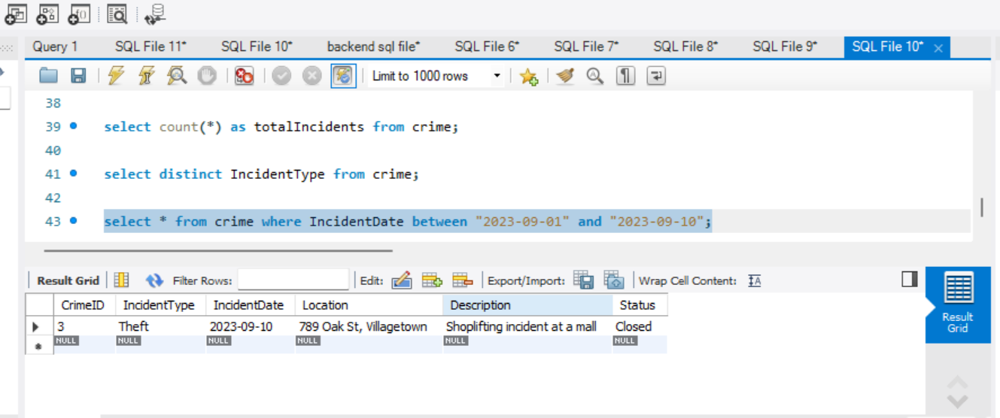 Query 1 SQL File 11* SQL File 10* backend sql file* SQL File 6* SQL File 7* SQL File 8* SQL File 9* SQL File 10*
Limit to 1000 rows
38
39 select count(*) as totalIncidents from crime;
40
41 select distinct IncidentType from crime;
42
43 select * from crime where IncidentDate between "2023-09-01" and "2023-09-10";
Result Grid Filter Rows: Edit: Export/Import: Wrap Cell Content: IA
CrimeID IncidentType IncidentDate Location Description Status
3 Theft 2023-09-10 789 Oak St, Villagetown Shoplifting incident at a mall Closed
NULL NULL NULL NULL NULL NULL
Result
Grid